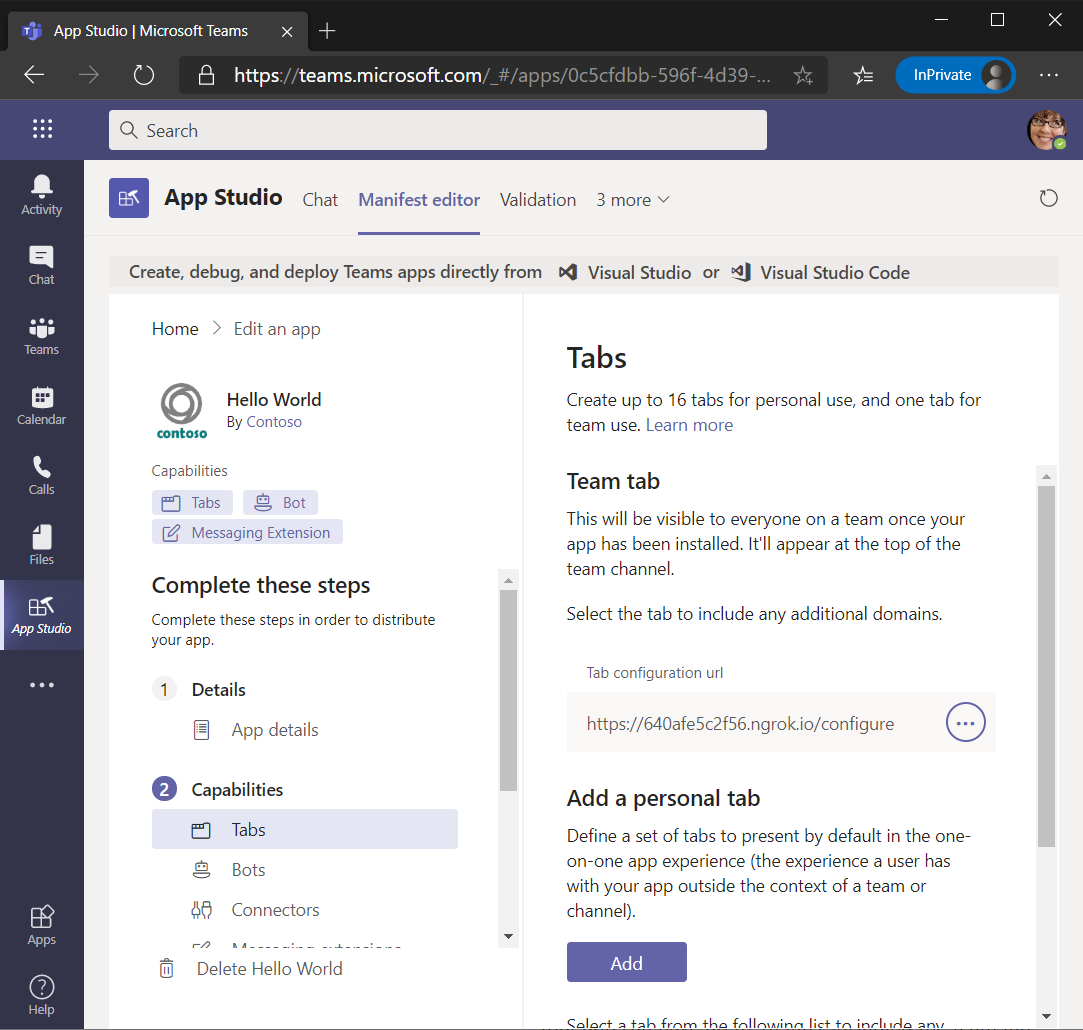 App Studio | Microsoft Teams
https://teams.microsoft.com/_#/apps/0c5cfdbb-596f-4d39-...
InPrivate
Search
Activity
Chat
Teams
Calendar
Calls
Files
App Studio
Apps
Help
App Studio
Chat
Manifest editor
Validation
3 more
Create, debug, and deploy Teams apps directly from Visual Studio or Visual Studio Code
Home > Edit an app
contoso
Hello World
By Contoso
Capabilities
Tabs
Bot
Messaging Extension
Complete these steps
Complete these steps in order to distribute
your app.
1 Details
App details
2 Capabilities
Tabs
Bots
Connectors
Messaging extensions
Delete Hello World
Tabs
Create up to 16 tabs for personal use, and one tab for
team use. Learn more
Team tab
This will be visible to everyone on a team once your
app has been installed. It'll appear at the top of the
team channel.
Select the tab to include any additional domains.
Tab configuration url
https://640afe5c2f56.ngrok.io/configure
Add a personal tab
Define a set of tabs to present by default in the one-
on-one app experience (the experience a user has
with your app outside the context of a team or
channel).
Add
Select a tab from the following list to include any